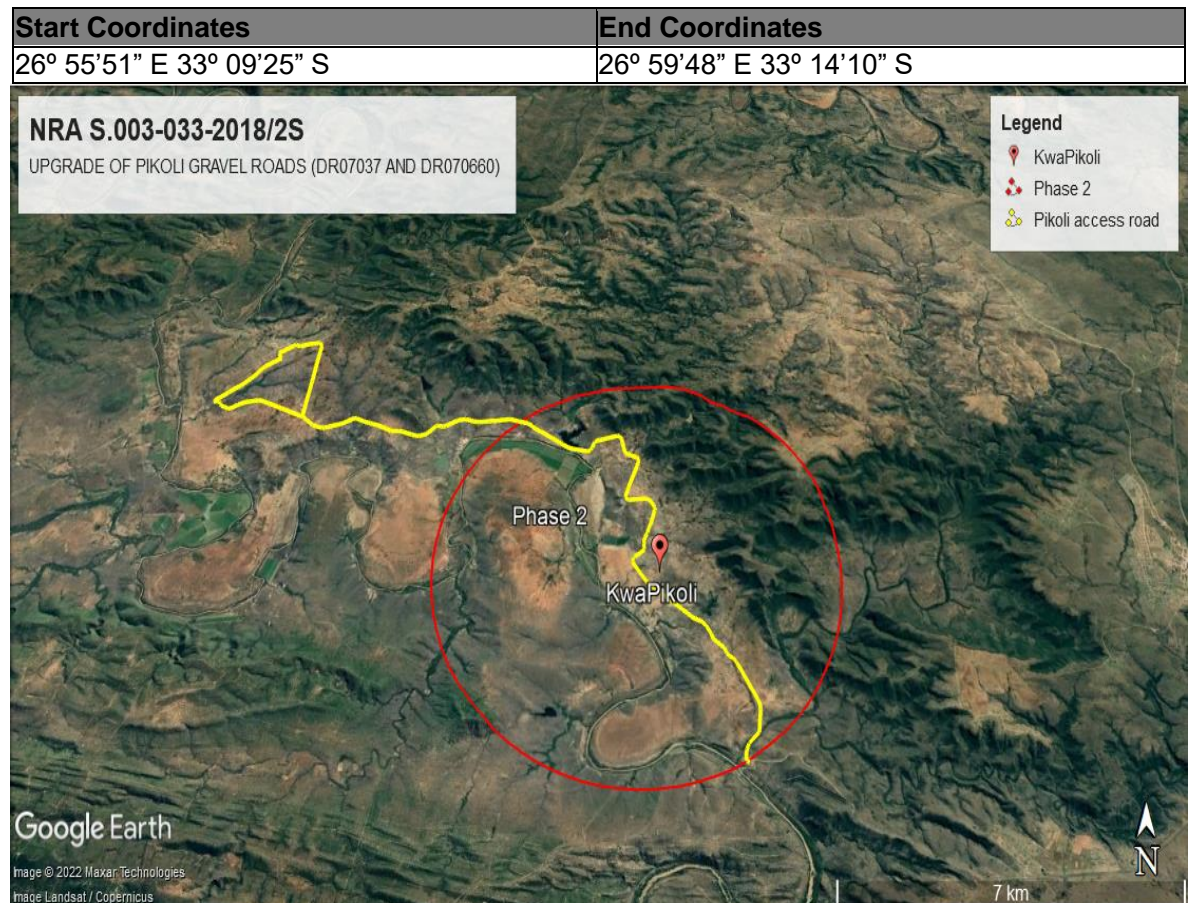 Start Coordinates
End Coordinates
26º 55’51” E 33º 09’25” S
26º 59’48” E 33º 14’10” S
NRA S.003-033-2018/2S
UPGRADE OF PIKOLI GRAVEL ROADS (DR07037 AND DR070660)
Legend
KwaPikoli
Phase 2
Pikoli access road
Phase 2
KwaPikoli
Google Earth
Image © 2022 Maxar Technologies
Image Landsat / Copernicus
N
7 km